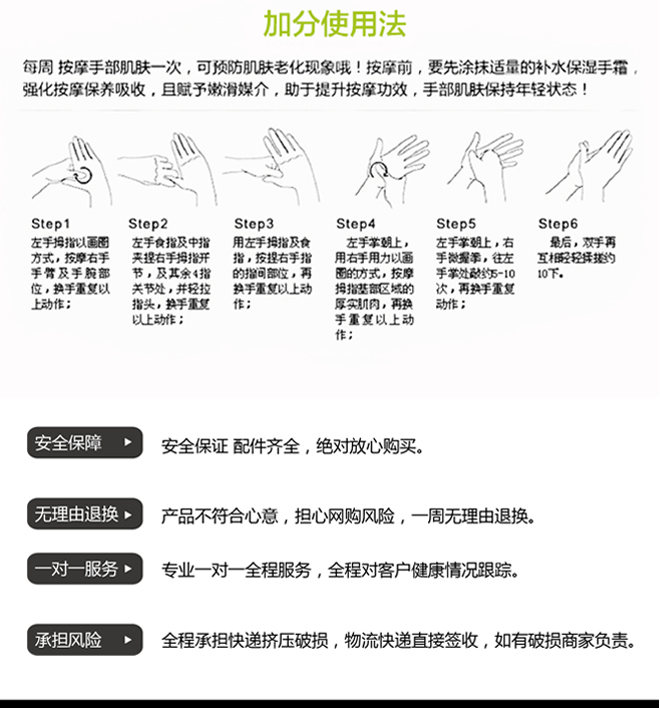 加分使用法
每周 按摩手部肌肤一次，可预防肌肤老化现象哦！按摩前，要先涂抹适量的补水保湿手霜，
强化按摩保养吸收，且赋予嫩滑媒介，助于提升按摩功效，手部肌肤保持年轻状态！
Step1
左手拇指以画圈
方式，按摩右手
手臂及手腕部
位，换手重复以
上动作；
Step2
左手食指及中指
夹提右手拇指开
节，及其余4指
关节处，并轻拉
指头，换手重复
以上动作；
Step3
用左手拇指及食
指，按捏右手指
的指间部位，再
换手重复以上动
作；
Step4
左手掌朝上，
用右手用力以画
圈的方式，按摩
拇指基部区域的
厚实肌肉，再换
手重复以上动
作；
Step5
左手掌朝上，右
手微握拳，往左
手掌处敲约5-10
次，再换手重复
动作；
Step6
最后，双手再
互相轻轻揉搓约
10下。
安全保障
安全保证 配件齐全，绝对放心购买。
无理由退换
产品不符合心意，担心网购风险，一周无理由退换。
一对一服务
专业一对一全程服务，全程对客户健康情况跟踪。
承担风险
全程承担快递挤压破损，物流快递直接签收，如有破损商家负责。